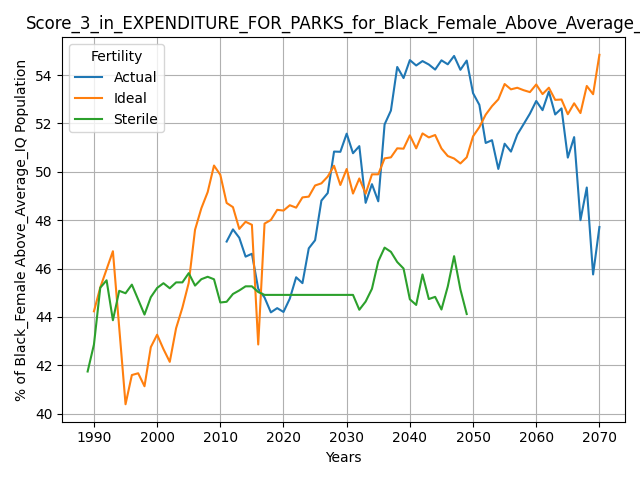 Score_3_in_EXPENDITURE_FOR_PARKS_for_Black_Female_Above_Average_
Fertility
Actual
Ideal
Sterile
% of Black_Female Above_Average_IQ Population
54
52
50
48
46
44
42
40
1990
2000
2010
2020
2030
2040
2050
2060
2070
Years